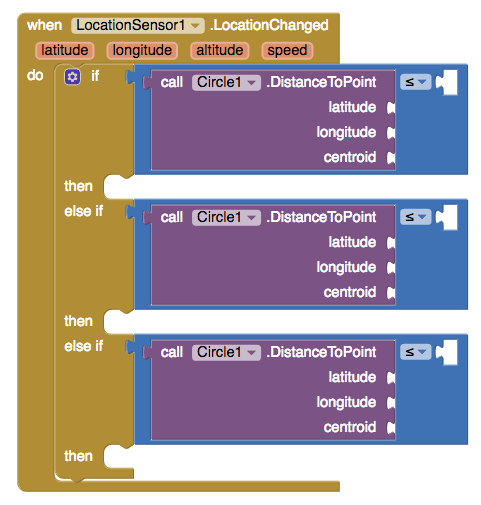 when LocationSensor1 .LocationChanged
latitude longitude altitude speed
do if call Circle1 .DistanceToPoint ≤
latitude
longitude
centroid
then
else if call Circle1 .DistanceToPoint ≤
latitude
longitude
centroid
then
else if call Circle1 .DistanceToPoint ≤
latitude
longitude
centroid
then